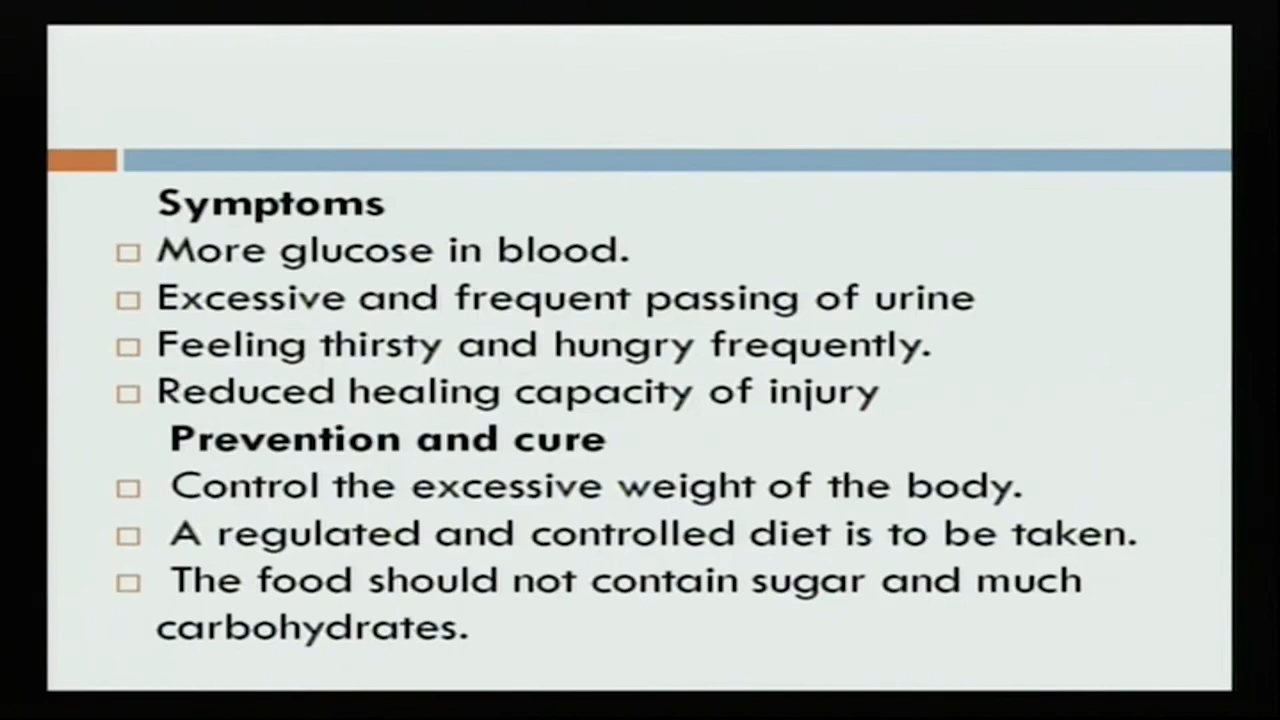 Symptoms
More glucose in blood.
Excessive and frequent passing of urine
Feeling thirsty and hungry frequently.
Reduced healing capacity of injury
Prevention and cure
Control the excessive weight of the body.
A regulated and controlled diet is to be taken.
The food should not contain sugar and much
carbohydrates.